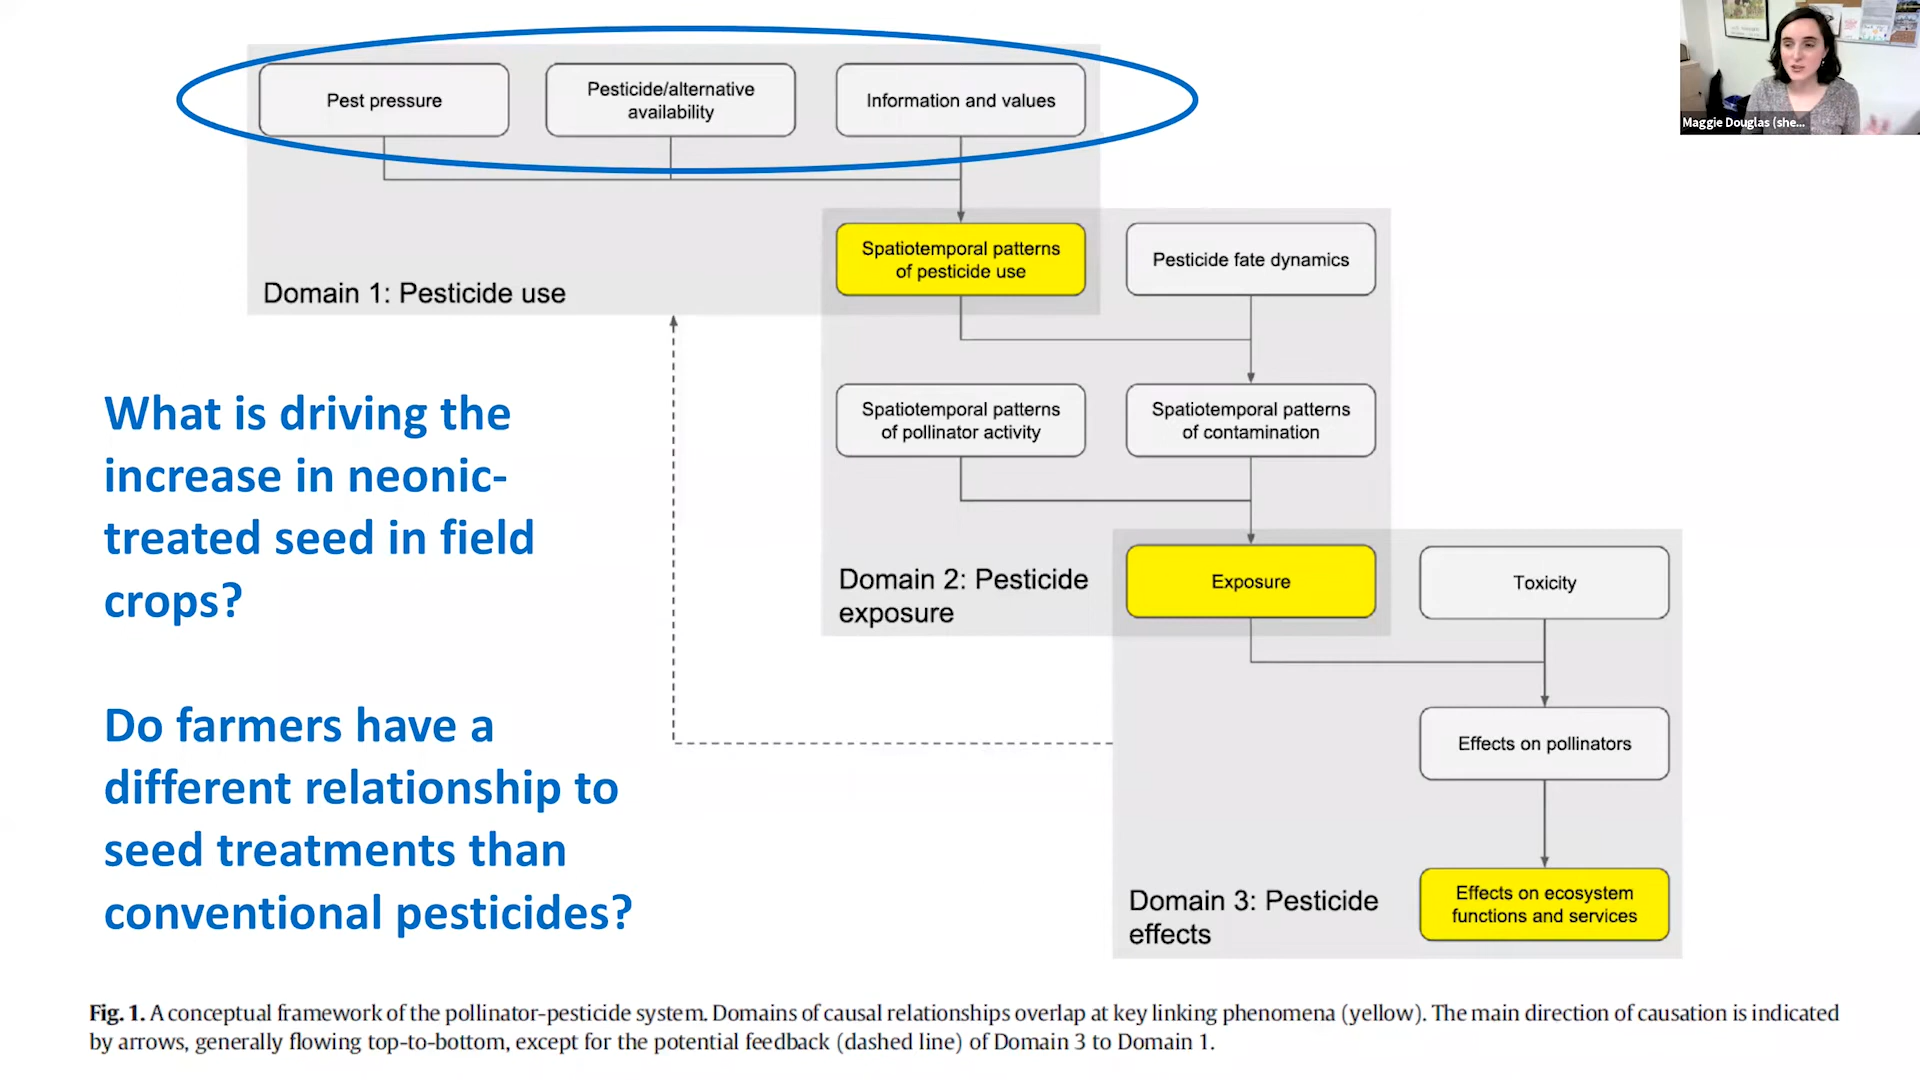 Pest pressure
Pesticide/alternative
availability
Information and values
Maggie Douglas (she...
Spatiotemporal patterns
of pesticide use
Pesticide fate dynamics
Domain 1: Pesticide use
What is driving the
increase in neonic-
treated seed in field
crops?
Spatiotemporal patterns
of pollinator activity
Spatiotemporal patterns
of contamination
Domain 2: Pesticide
exposure
Exposure
Toxicity
Do farmers have a
different relationship to
seed treatments than
conventional pesticides?
Effects on pollinators
Domain 3: Pesticide
effects
Effects on ecosystem
functions and services
Fig. 1. A conceptual framework of the pollinator-pesticide system. Domains of causal relationships overlap at key linking phenomena (yellow). The main direction of causation is indicated
by arrows, generally flowing top-to-bottom, except for the potential feedback (dashed line) of Domain 3 to Domain 1.